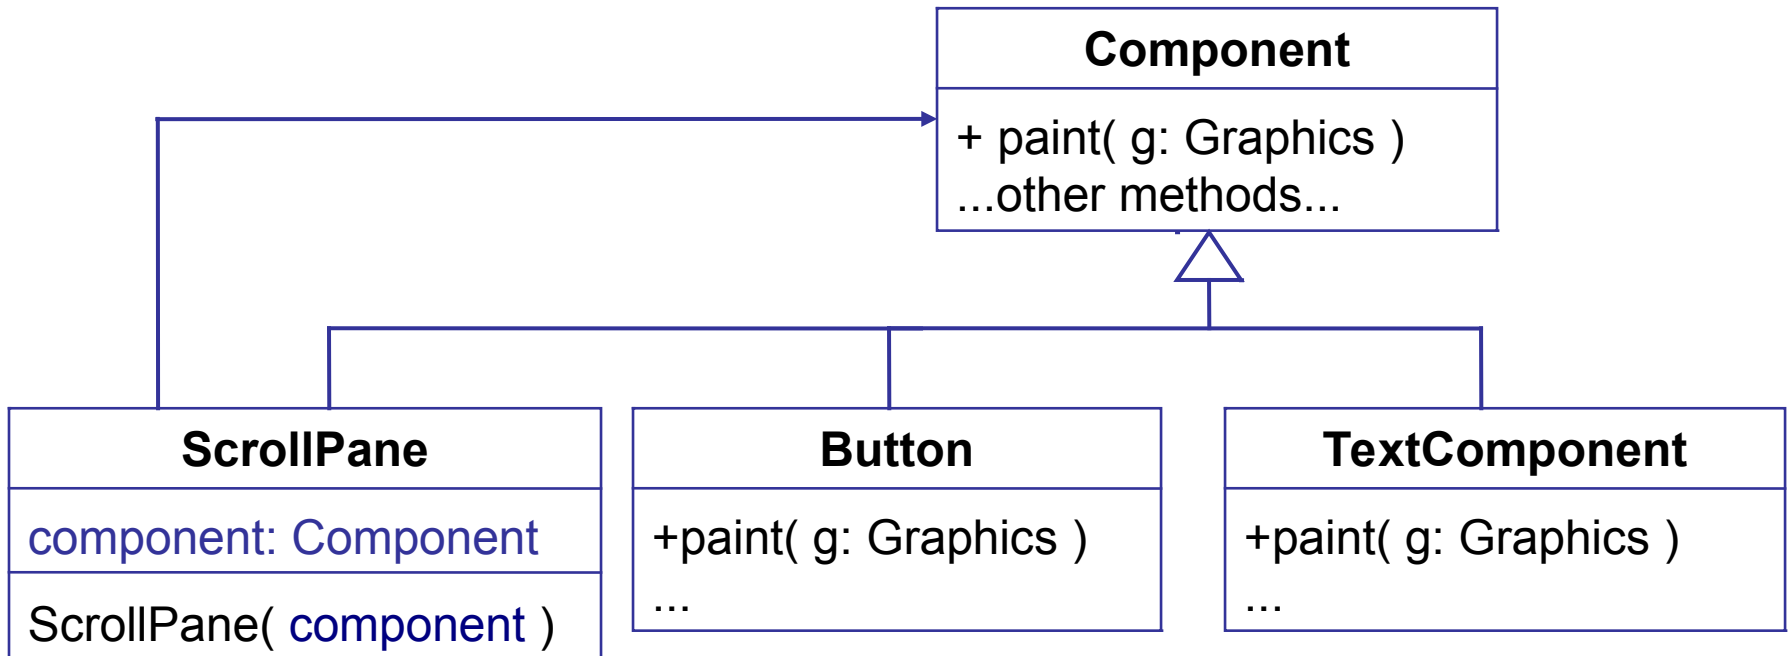 Component
+ paint( g: Graphics )
...other methods...
ScrollPane
component: Component
ScrollPane( component )
Button
+paint( g: Graphics )
...
TextComponent
+paint( g: Graphics )
...